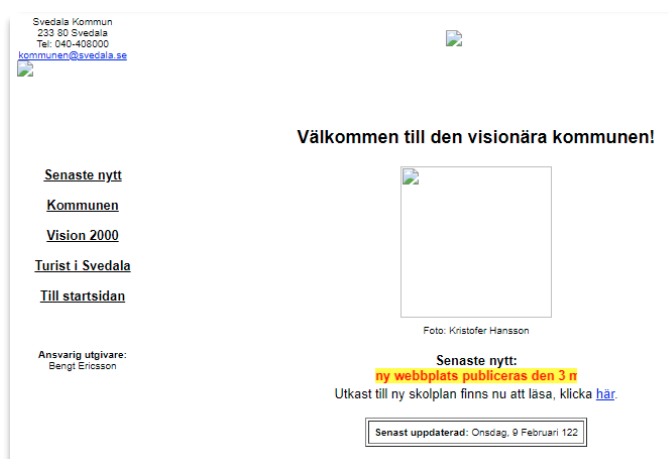 Svedala Kommun
233 80 Svedala
Tel: 040-408000
kommunen@svedala.se
Välkommen till den visionära kommunen!
Senaste nytt
Kommunen
Vision 2000
Turist i Svedala
Till startsidan
Ansvarig utgivare:
Bengt Ericsson
Foto: Kristofer Hansson
Senaste nytt:
ny webbplats publiceras den 3 m
Utkast till ny skolplan finns nu att läsa, klicka här.
Senast uppdaterad: Onsdag, 9 Februari 122